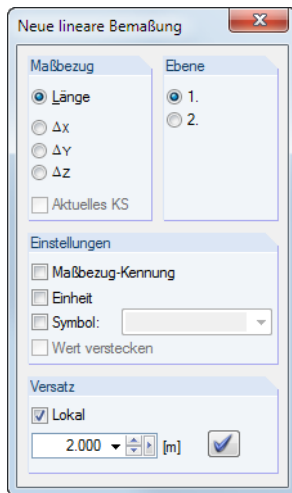 Neue lineare Bemaßung
Maßbezug
Länge
ΔX
ΔY
ΔZ
Aktuelles KS
Ebene
1.
2.
Einstellungen
Maßbezug-Kennung
Einheit
Symbol:
Wert verstecken
Versatz
Lokal
2.000 [m]